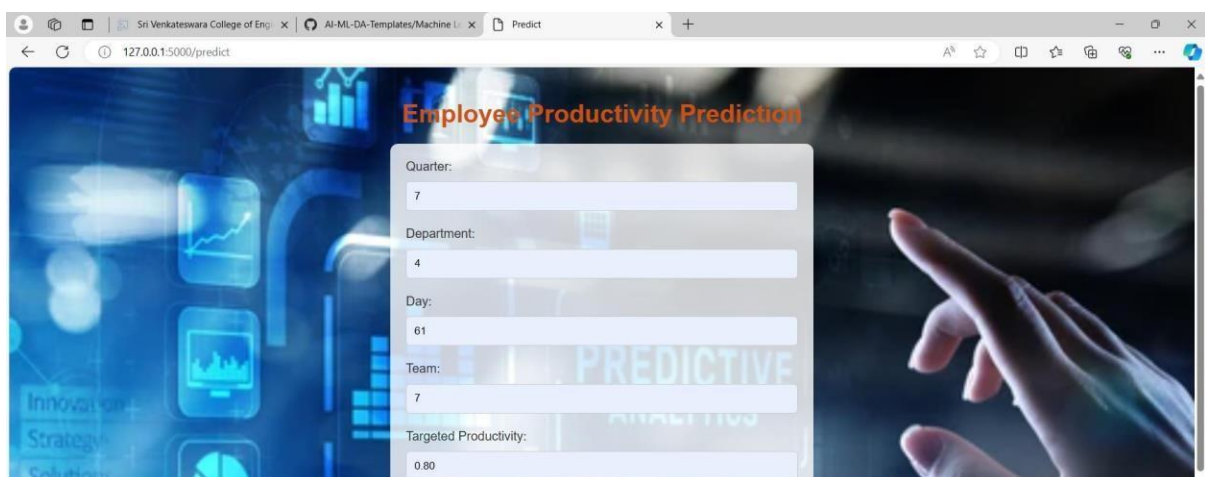 Sri Venkateswara College of Engi
AI-ML-DA-Templates/Machine Le
Predict
127.0.0.1:5000/predict
Employee Productivity Prediction
Quarter:
7
Department:
4
Day:
61
Team:
7
Targeted Productivity:
0.80
PREDICTIVE
ANALYTICS
Innovation
Strategy
Solutions